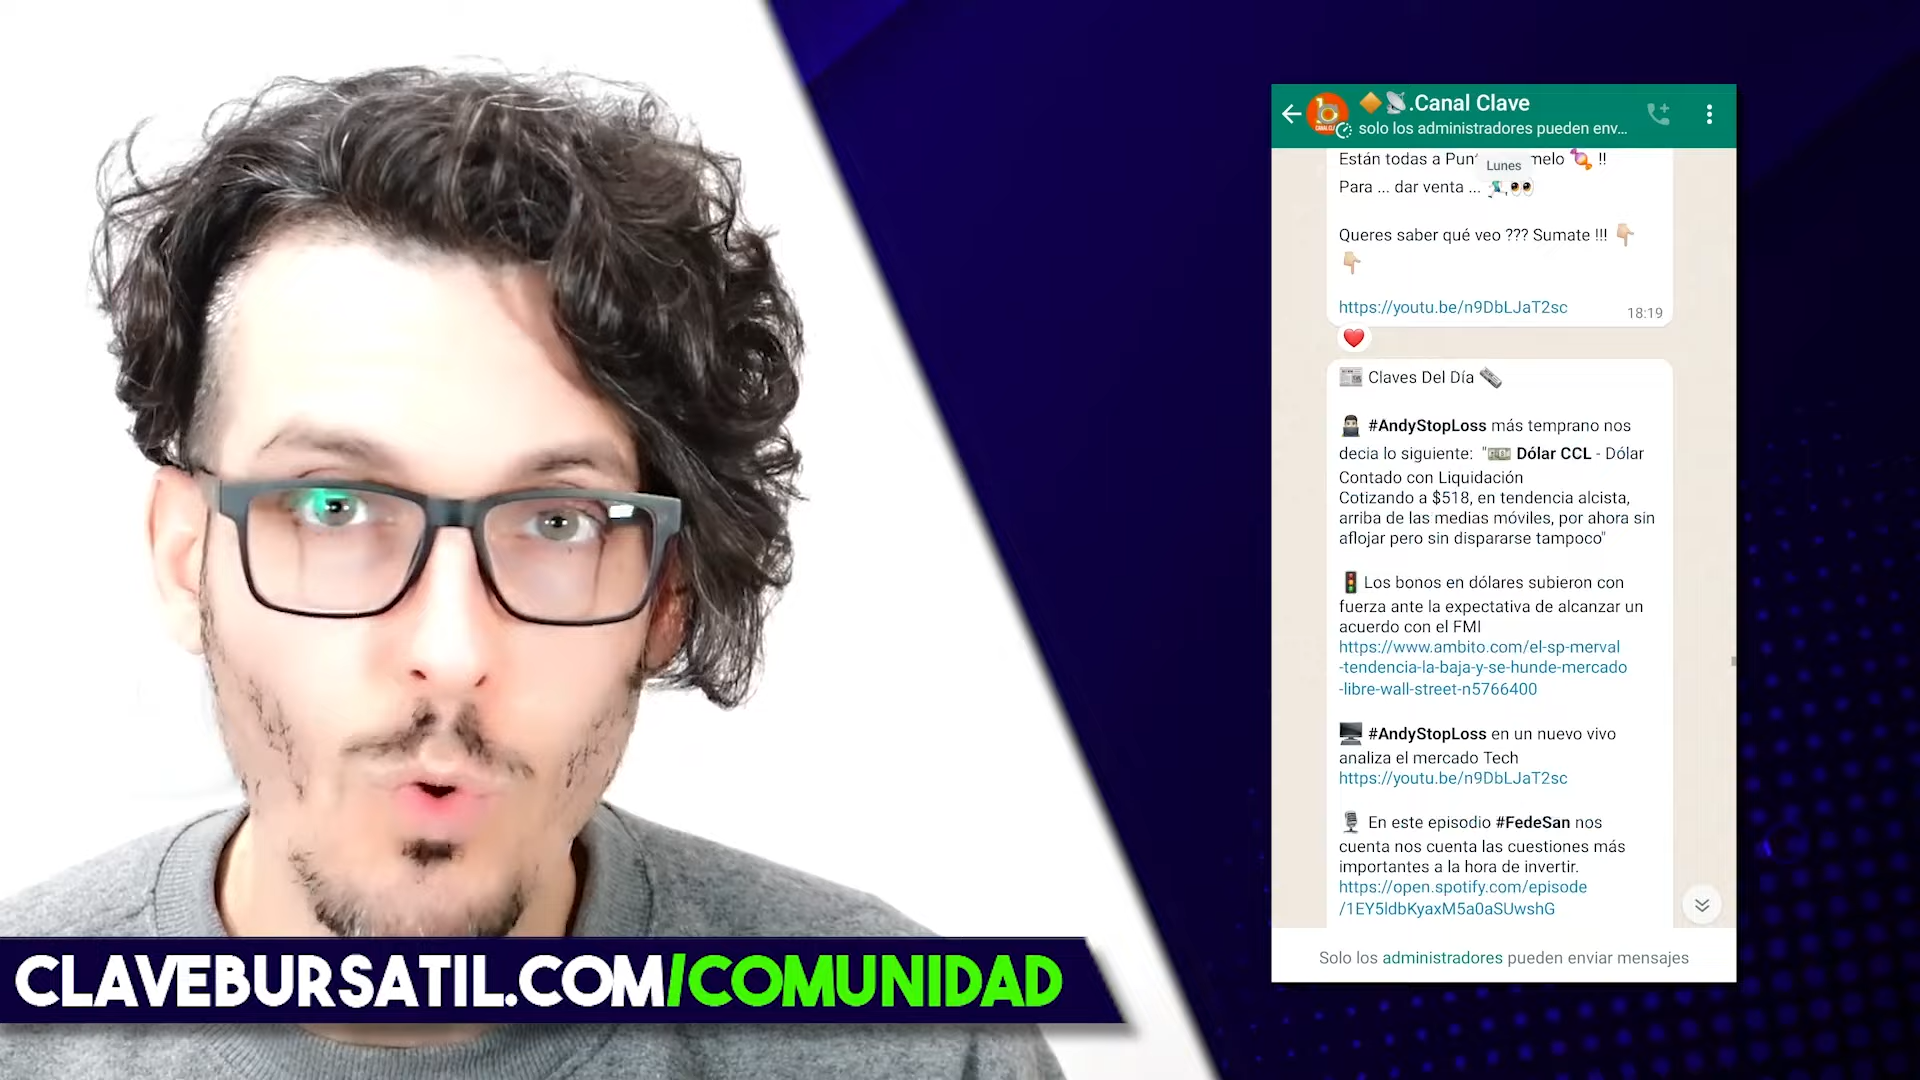 .Canal Clave
solo los administradores pueden env...
Lunes
Están todas a Pun melo !!
Para ... dar venta ...
Queres saber qué veo ??? Sumate !!!
https://youtu.be/n9DbLJaT2sc
18:19
Claves Del Día
#AndyStopLoss más temprano nos
decia lo siguiente: " Dólar CCL - Dólar
Contado con Liquidación
Cotizando a $518, en tendencia alcista,
arriba de las medias móviles, por ahora sin
aflojar pero sin dispararse tampoco"
Los bonos en dólares subieron con
fuerza ante la expectativa de alcanzar un
acuerdo con el FMI
https://www.ambito.com/el-sp-merval
-tendencia-la-baja-y-se-hunde-mercado
-libre-wall-street-n5766400
#AndyStopLoss en un nuevo vivo
analiza el mercado Tech
https://youtu.be/n9DbLJaT2sc
En este episodio #FedeSan nos
cuenta nos cuenta las cuestiones más
importantes a la hora de invertir.
https://open.spotify.com/episode
/1EY5ldbKyaxM5a0aSUwshG
Solo los administradores pueden enviar mensajes
CLAVEBURSATIL.COM/COMUNIDAD